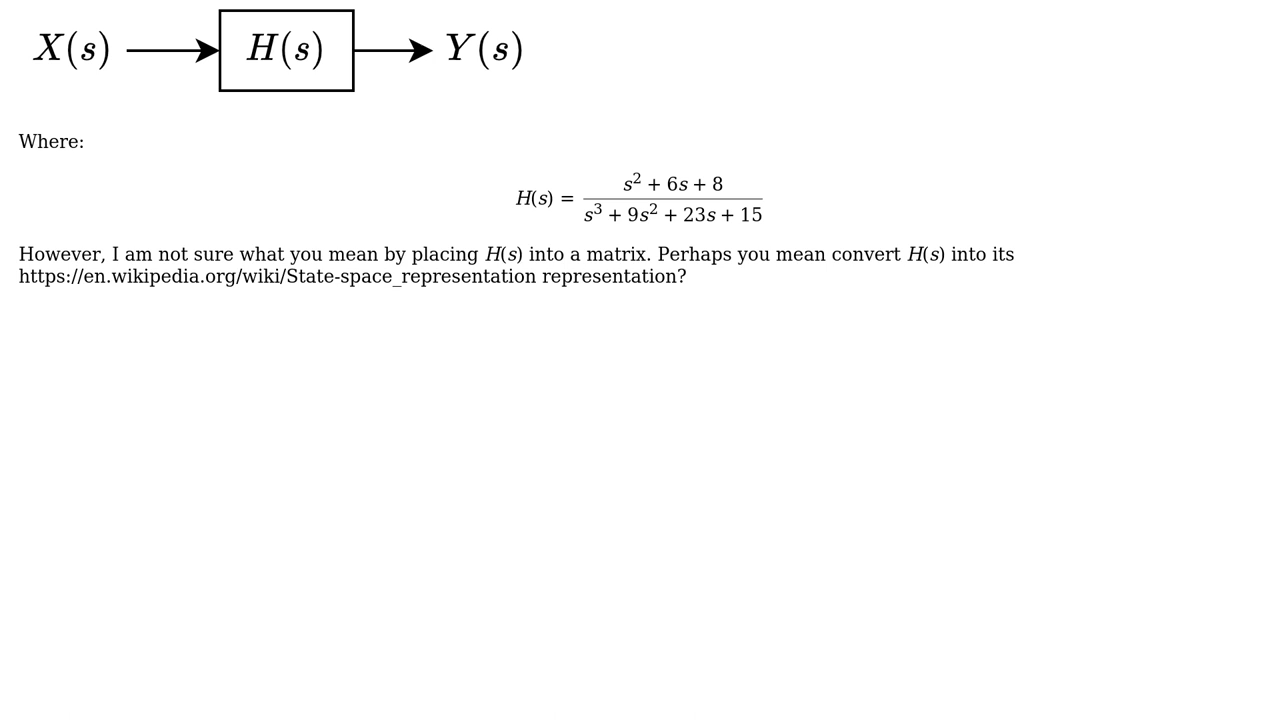 X(s) H(s) Y(s)
Where:
H(s) = \frac{s^2 + 6s + 8}{s^3 + 9s^2 + 23s + 15}
However, I am not sure what you mean by placing H(s) into a matrix. Perhaps you mean convert H(s) into its
https://en.wikipedia.org/wiki/State-space_representation representation?